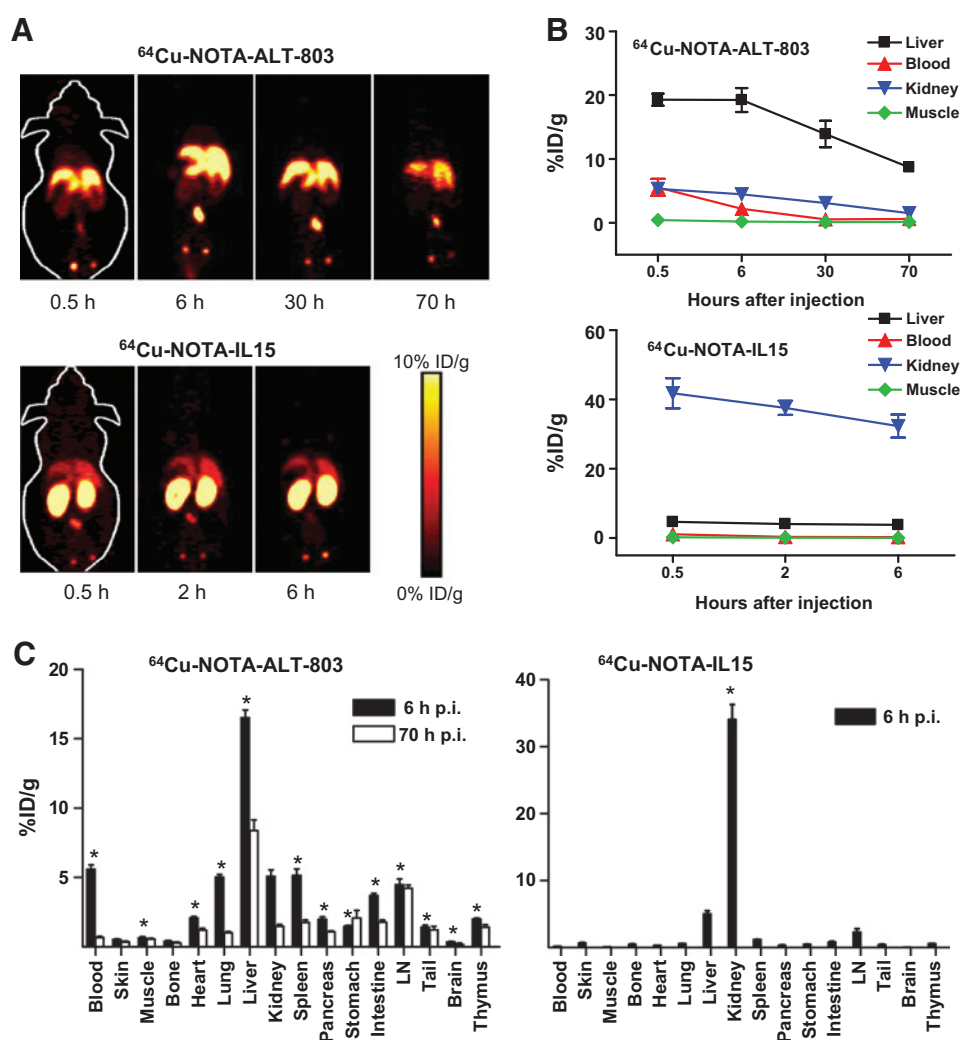 A
⁶⁴Cu-NOTA-ALT-803
0.5 h
6 h
30 h
70 h
⁶⁴Cu-NOTA-IL15
10% ID/g
0% ID/g
0.5 h
2 h
6 h
B
30
20
10
0
%ID/g
⁶⁴Cu-NOTA-ALT-803
Liver
Blood
Kidney
Muscle
0.5
6
30
70
Hours after injection
60
40
20
0
%ID/g
⁶⁴Cu-NOTA-IL15
Liver
Blood
Kidney
Muscle
0.5
2
6
Hours after injection
C
⁶⁴Cu-NOTA-ALT-803
20
15
10
5
%ID/g
6 h p.i.
70 h p.i.
*
*
*
*
*
*
*
*
*
*
*
*
*
Blood
Skin
Muscle
Bone
Heart
Lung
Liver
Kidney
Spleen
Pancreas
Stomach
Intestine
LN
Tail
Brain
Thymus
⁶⁴Cu-NOTA-IL15
40
30
20
10
6 h p.i.
*
Blood
Skin
Muscle
Bone
Heart
Lung
Liver
Kidney
Spleen
Pancreas
Stomach
Intestine
LN
Tail
Brain
Thymus